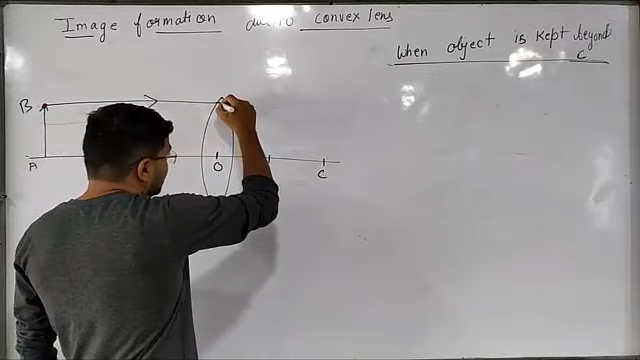 Image formation due to convex lens
when object is kept beyond
C
B
A
O
C